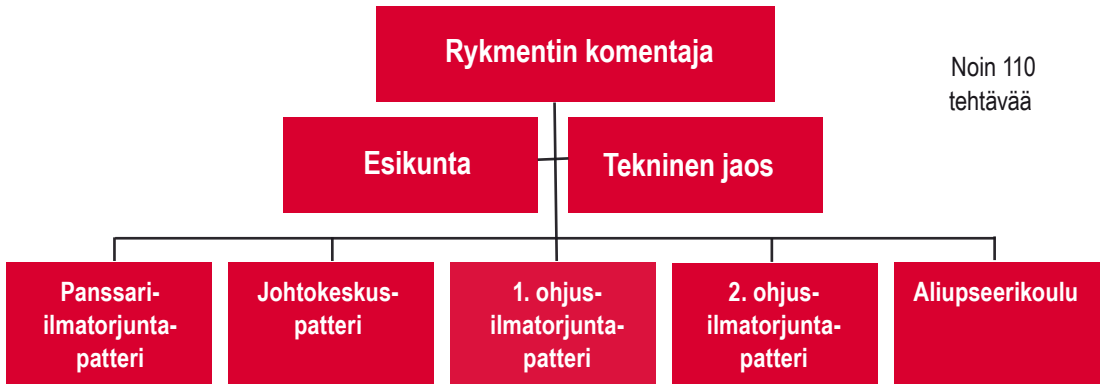 Rykmentin komentaja
Noin 110
tehtävää
Esikunta
Tekninen jaos
Panssari-
ilmatorjunta-
patteri
Johtokeskus-
patteri
1. ohjus-
ilmatorjunta-
patteri
2. ohjus-
ilmatorjunta-
patteri
Aliupseerikoulu